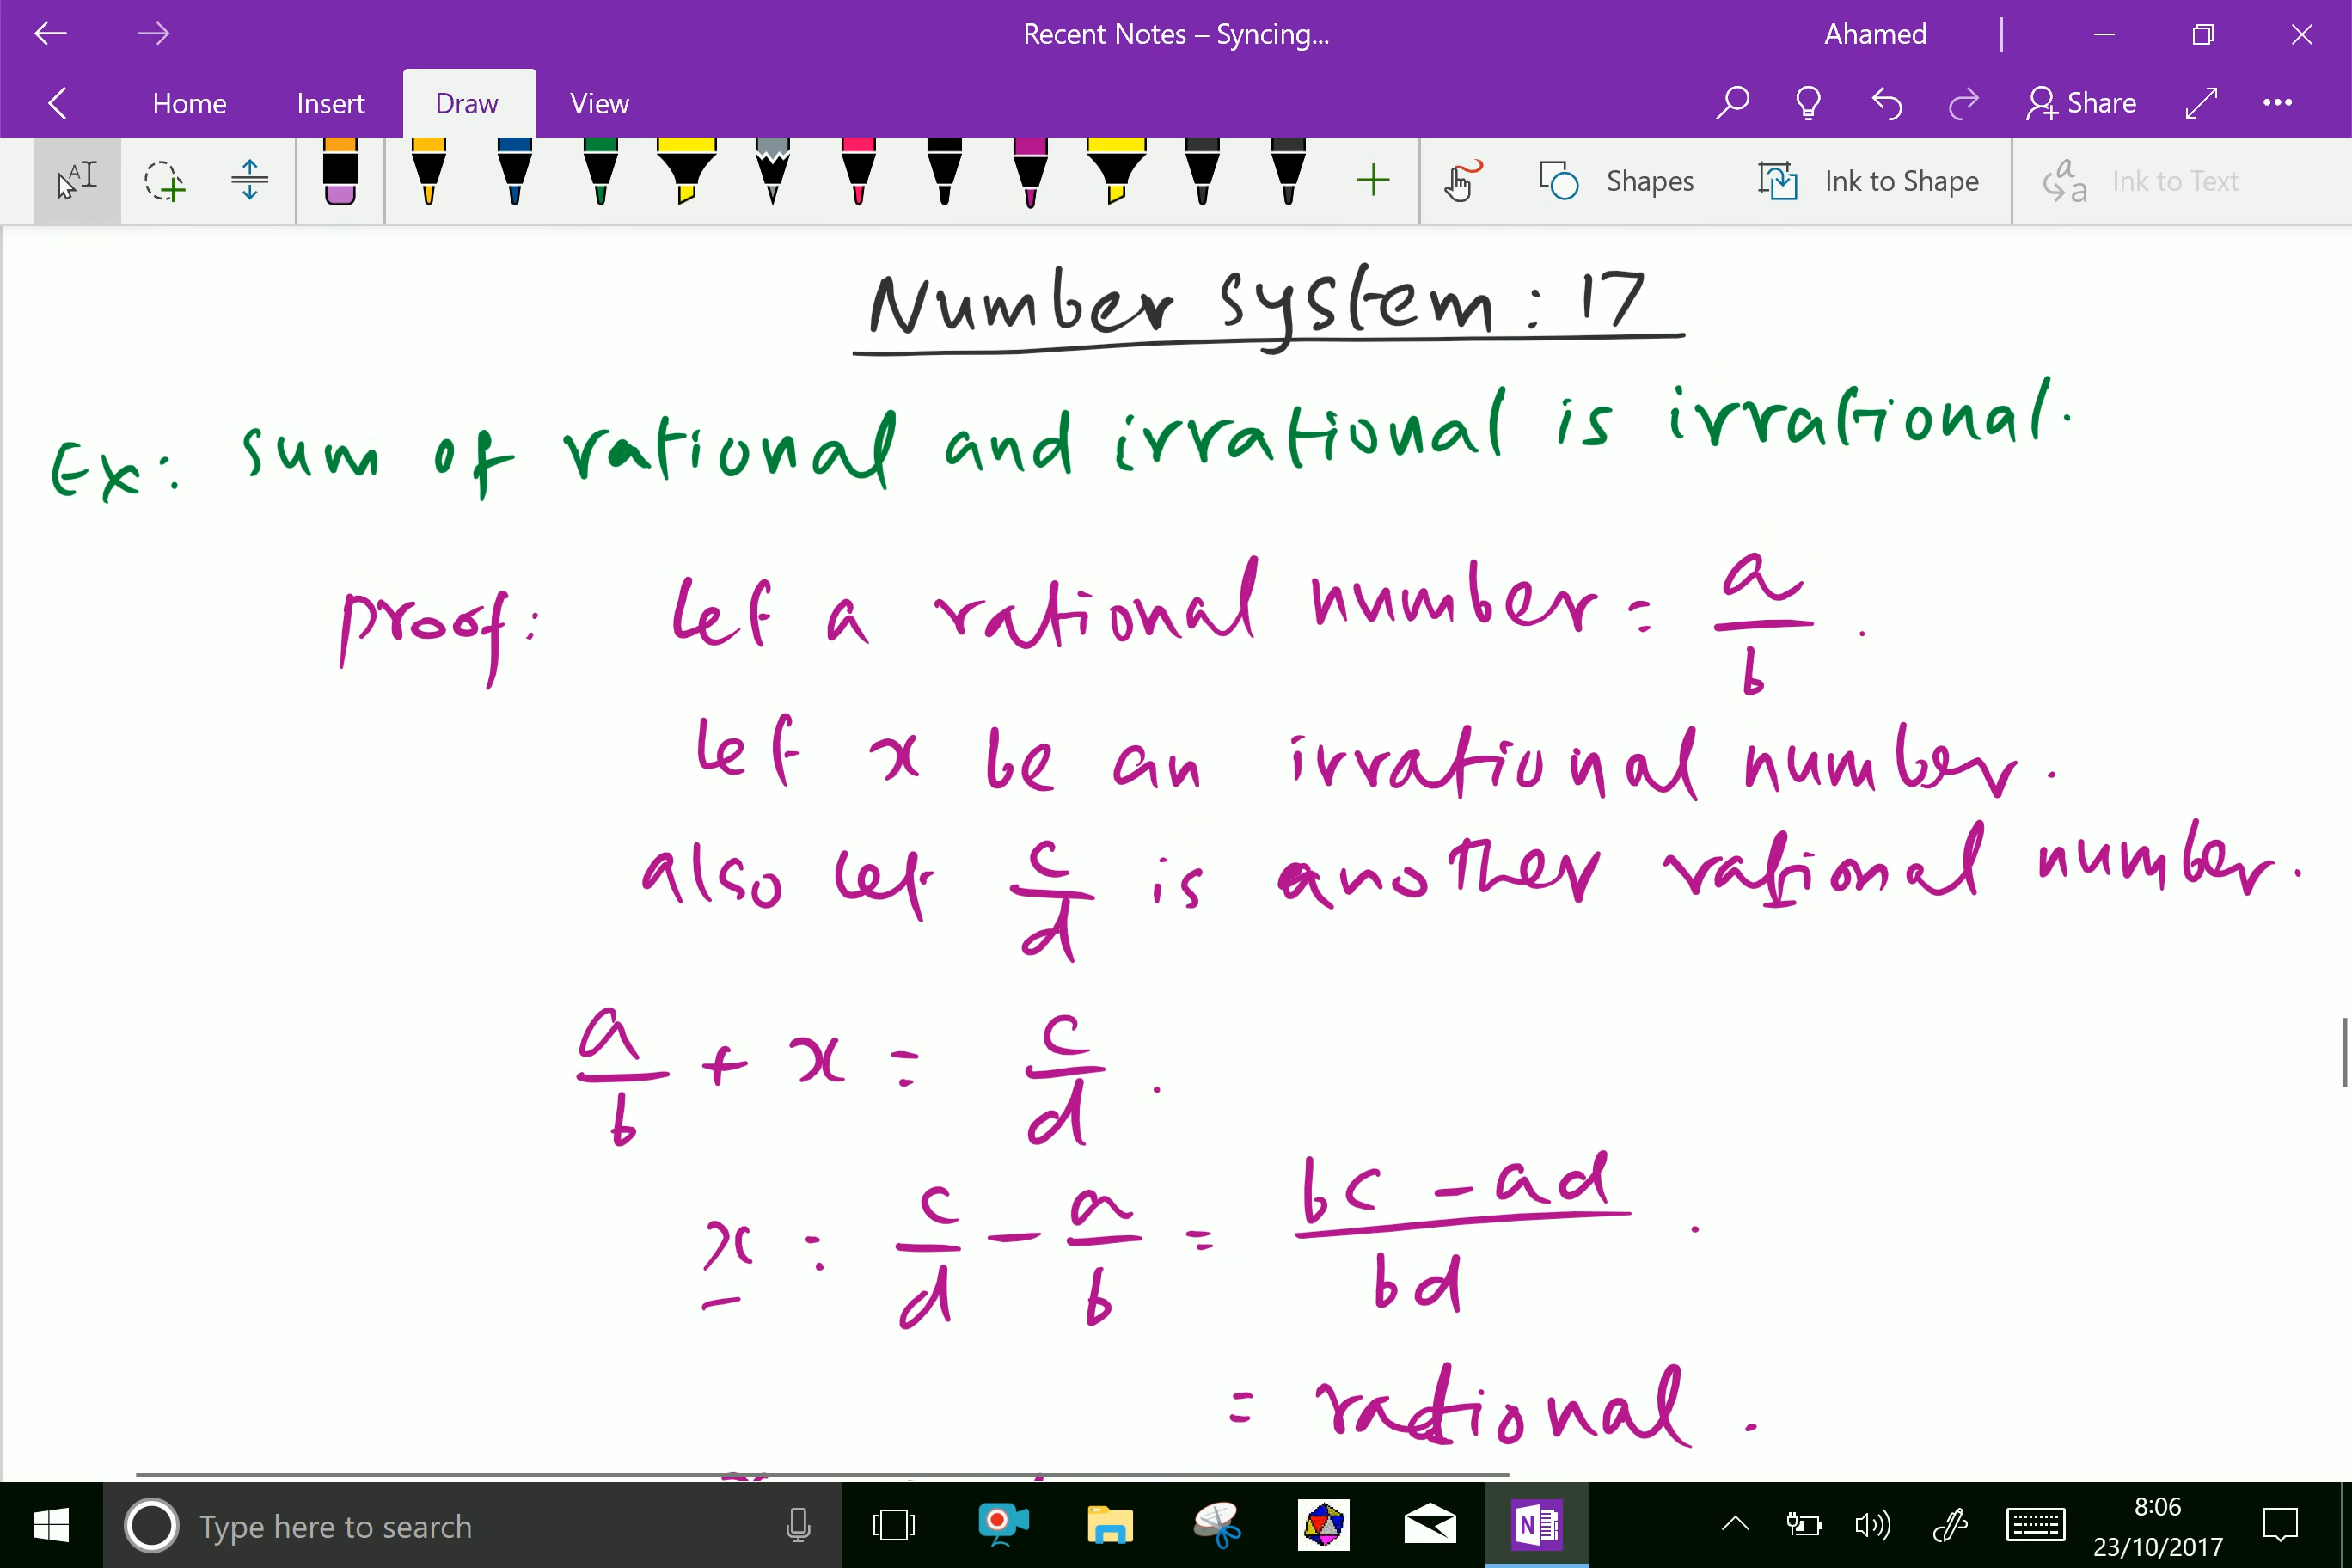 Recent Notes – Syncing...
Ahamed
Home Insert Draw View Share
Shapes Ink to Shape Ink to Text
Number system : 17
Ex: sum of rational and irrational is irrational.
proof: let a rational number = a/b .
let x be an irrational number.
also let c/d is another rational number.
a/b + x = c/d .
x = c/d - a/b = bc - ad/bd .
= rational .
Type here to search
8:06
23/10/2017